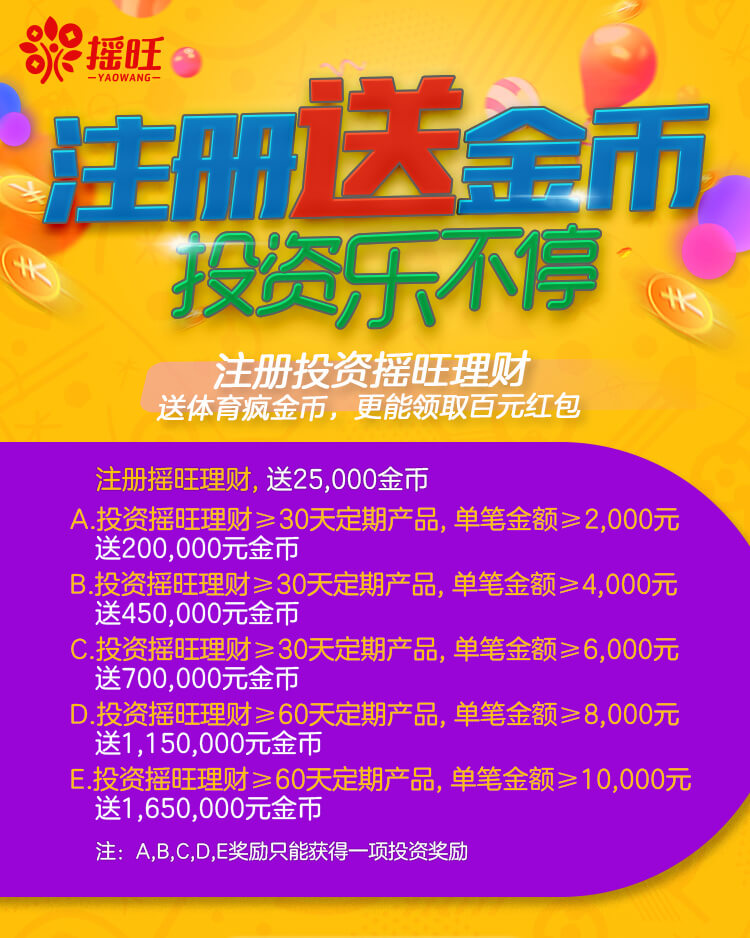 摇旺
YAOWANG
注册送金币
投资乐不停
注册投资摇旺理财
送体育疯金币，更能领取百元红包
注册摇旺理财, 送25,000金币
A.投资摇旺理财≥30天定期产品, 单笔金额≥2,000元
送200,000元金币
B.投资摇旺理财≥30天定期产品, 单笔金额≥4,000元
送450,000元金币
C.投资摇旺理财≥30天定期产品, 单笔金额≥6,000元
送700,000元金币
D.投资摇旺理财≥60天定期产品, 单笔金额≥8,000元
送1,150,000元金币
E.投资摇旺理财≥60天定期产品, 单笔金额≥10,000元
送1,650,000元金币
注：A,B,C,D,E奖励只能获得一项投资奖励